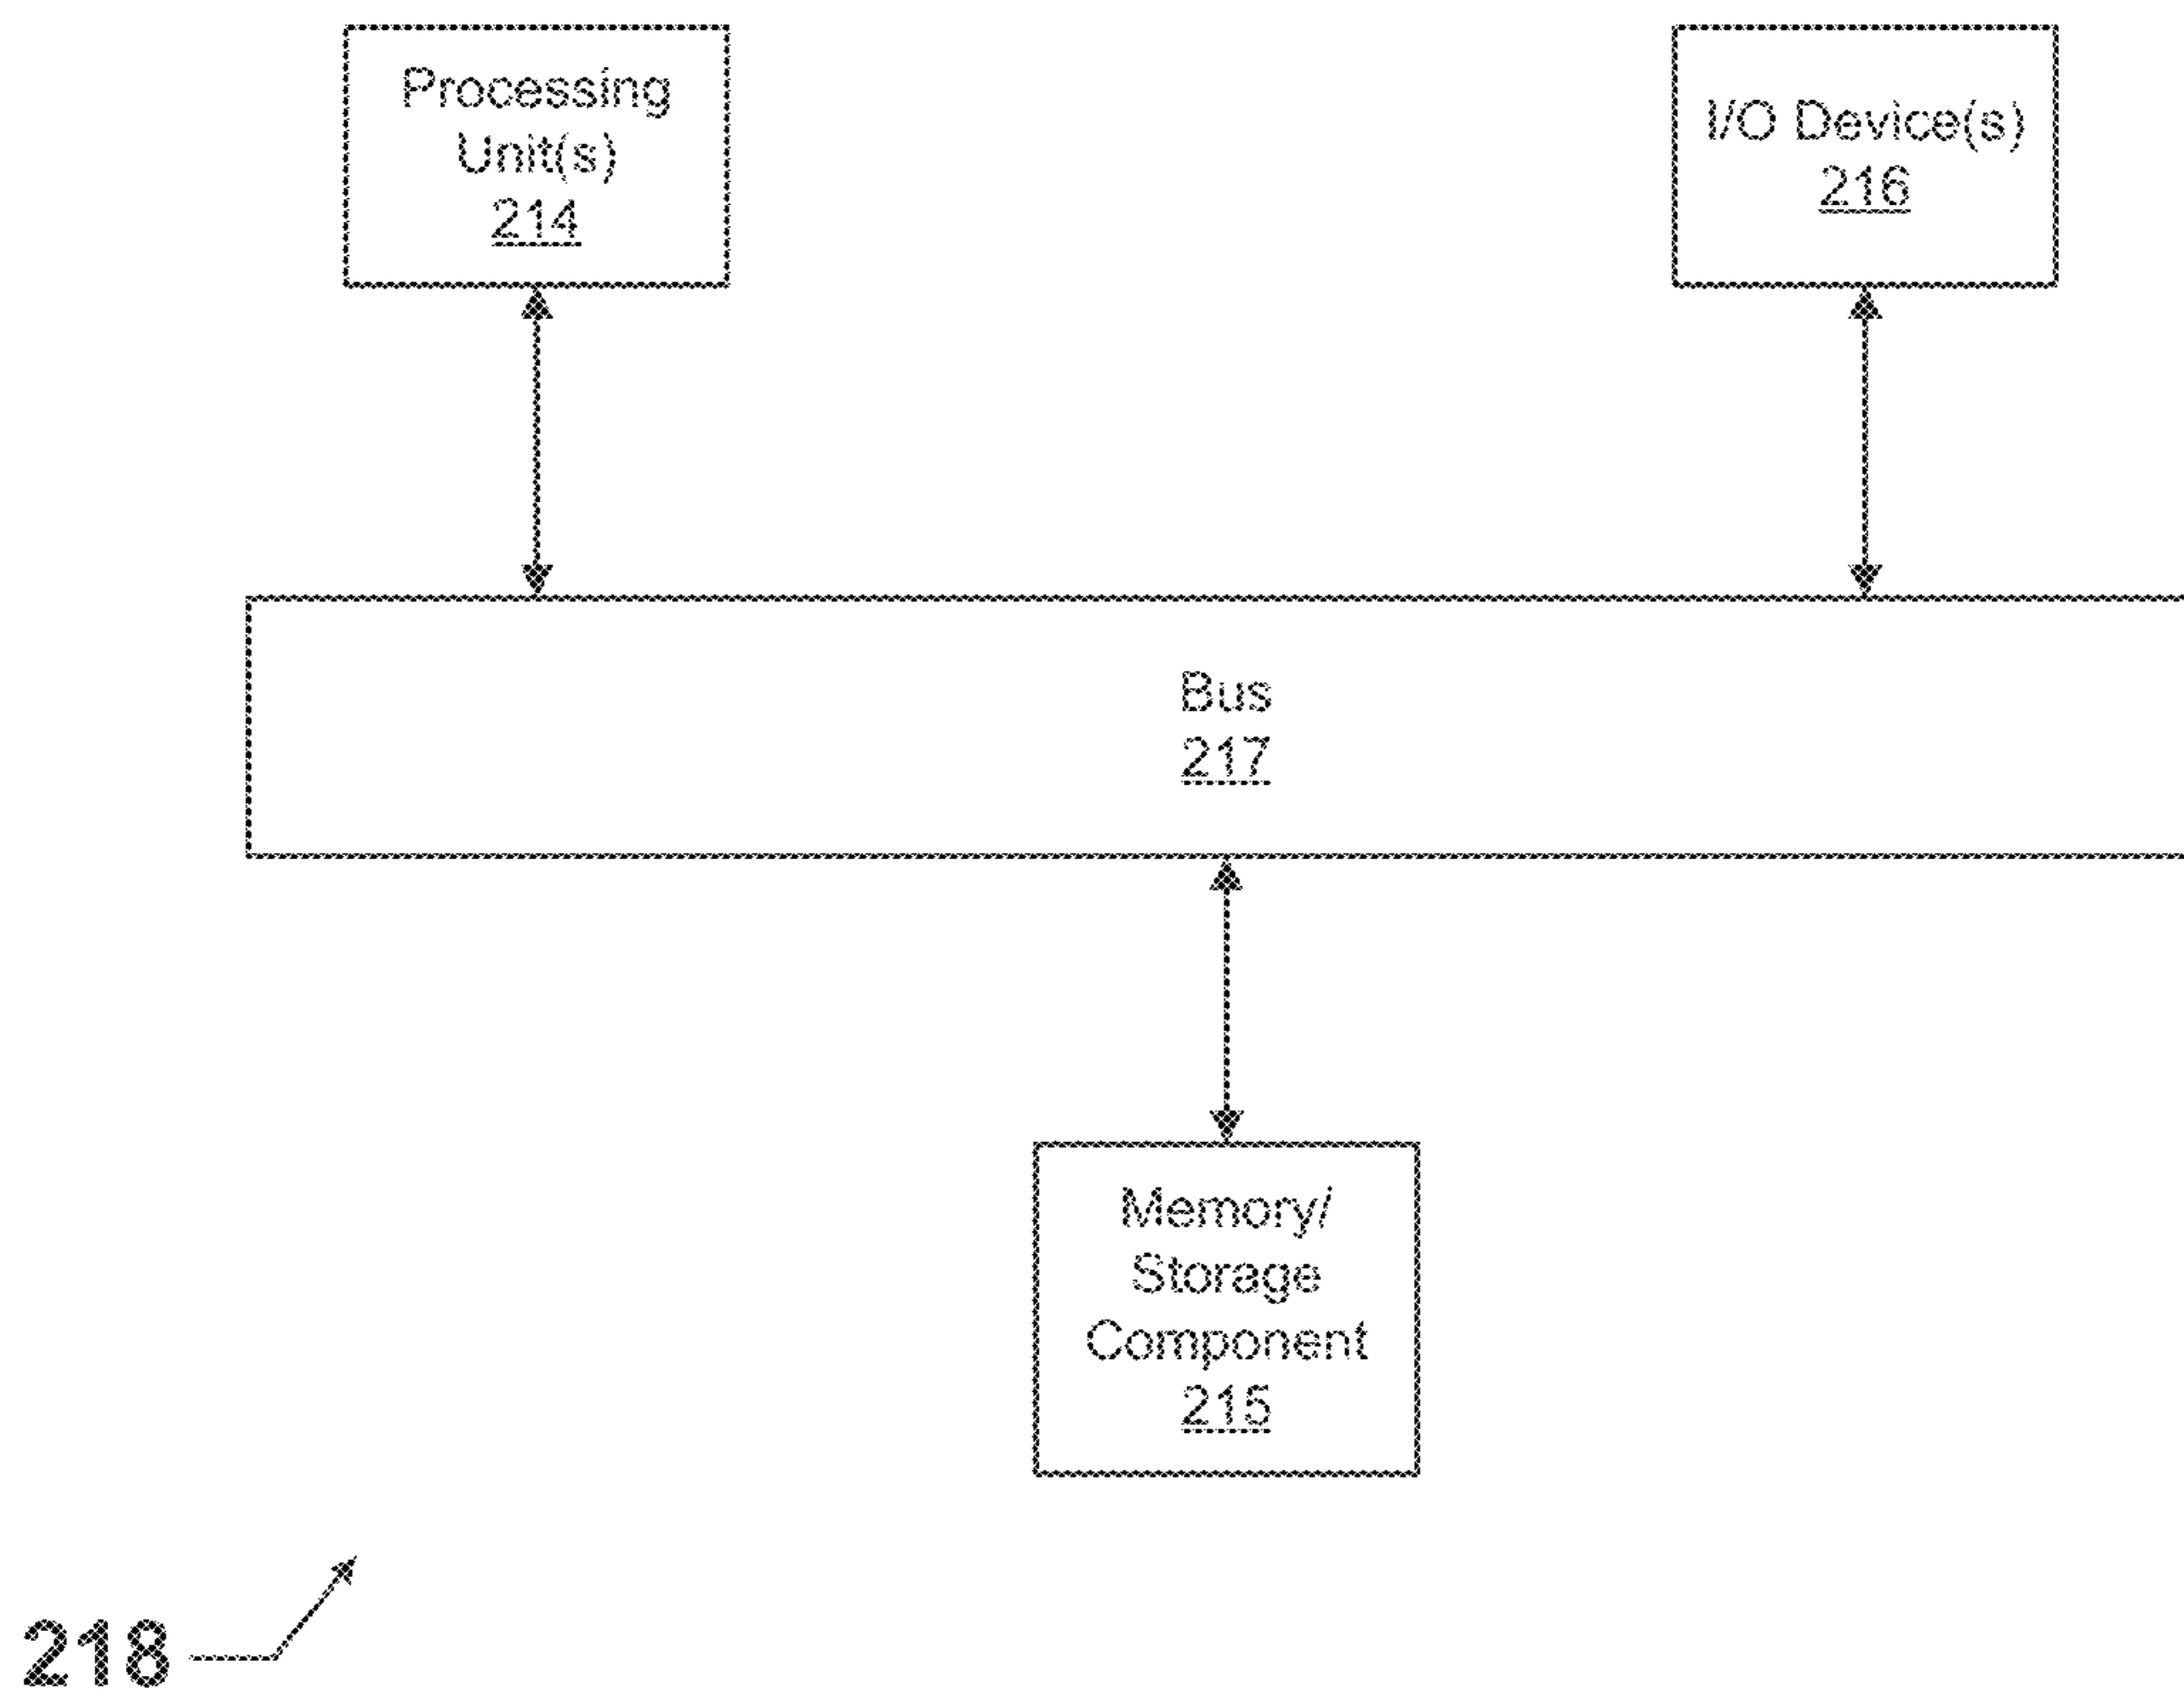 Processing
Unit(s)
214
I/O Device(s)
216
Bus
217
Memory/
Storage
Component
215
218